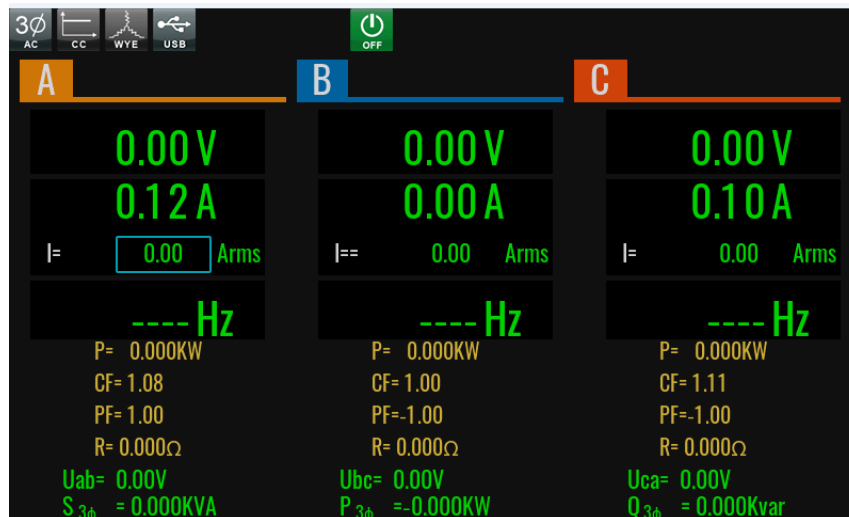 3Ø AC CC WYE USB OFF
A B C
0.00 V 0.00 V 0.00 V
0.12 A 0.00 A 0.10 A
I= 0.00 Arms I== 0.00 Arms I= 0.00 Arms
---- Hz ---- Hz ---- Hz
P= 0.000KW P= 0.000KW P= 0.000KW
CF= 1.08 CF= 1.00 CF= 1.11
PF= 1.00 PF=-1.00 PF=-1.00
R= 0.000Ω R= 0.000Ω R= 0.000Ω
Uab= 0.00V Ubc= 0.00V Uca= 0.00V
S 3ф = 0.000KVA P 3ф =-0.000KW Q 3ф = 0.000Kvar